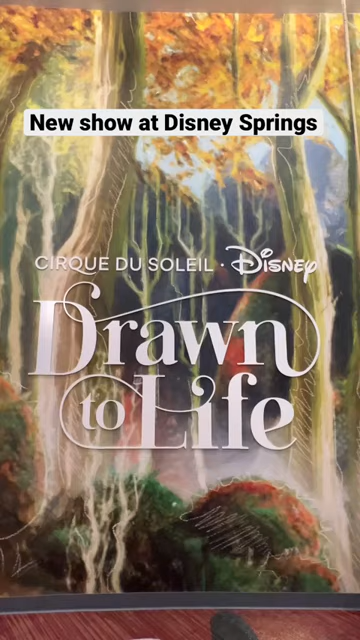 New show at Disney Springs
CIRQUE DU SOLEIL · Disney
Drawn
to Life